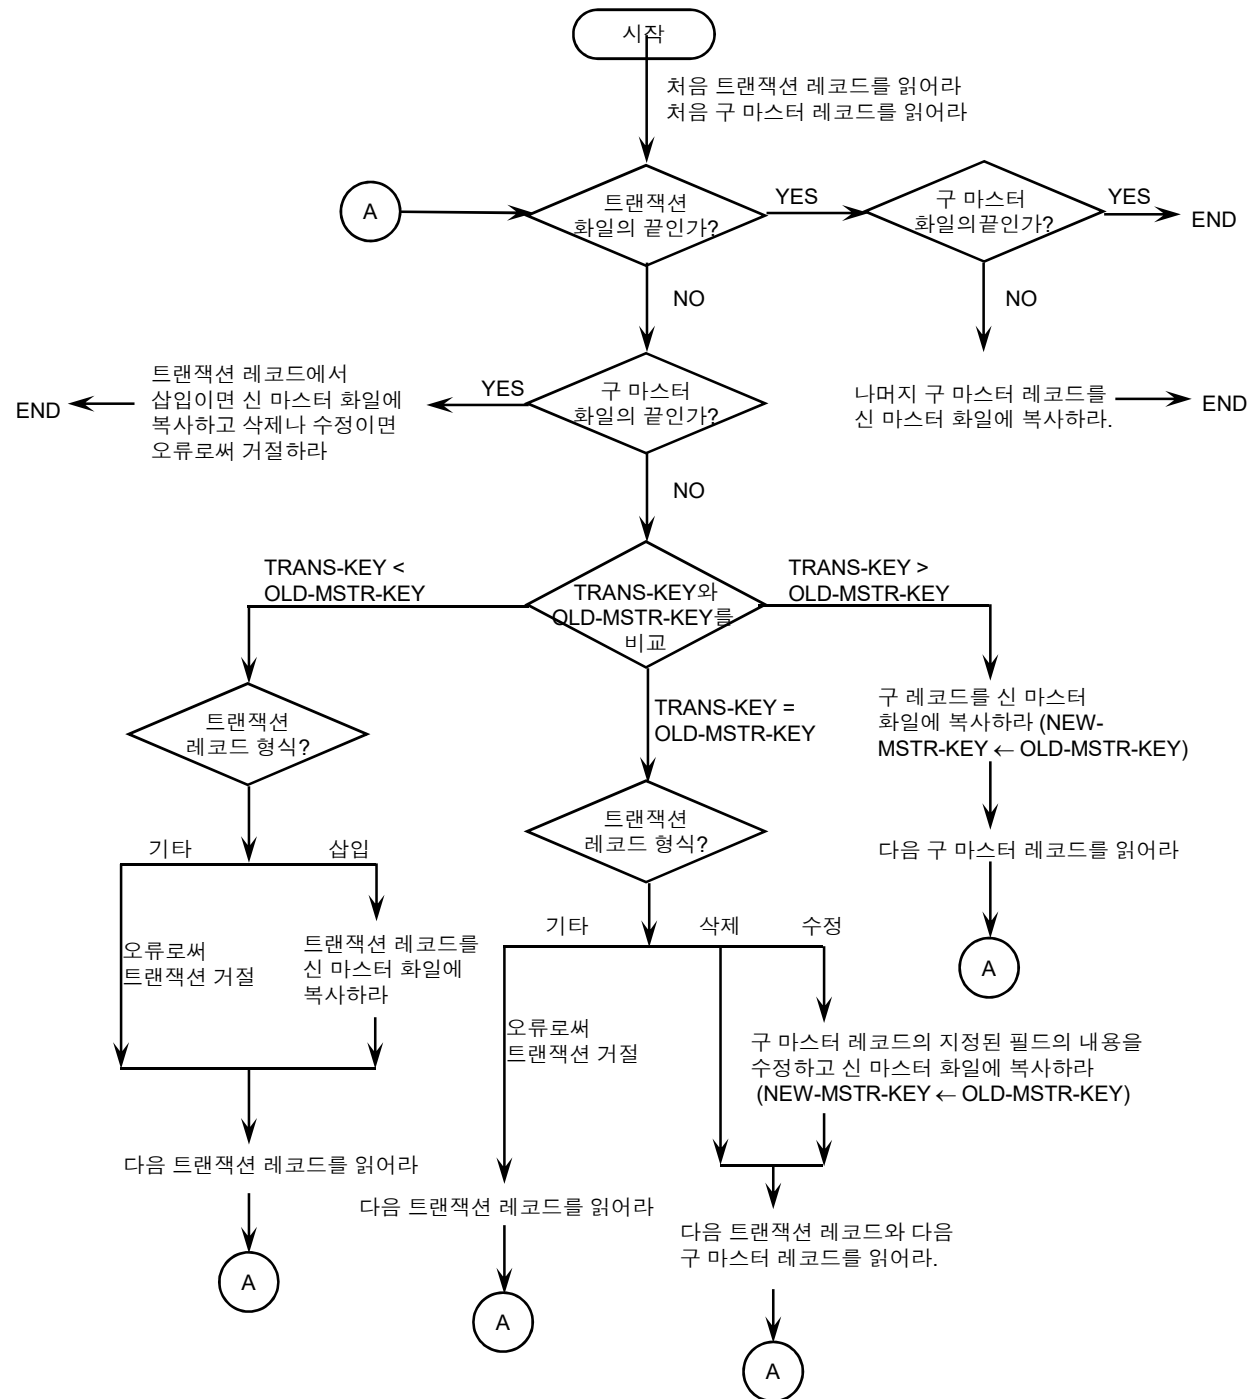 시작
처음 트랜잭션 레코드를 읽어라
처음 구 마스터 레코드를 읽어라
A
트랜잭션
화일의 끝인가?
YES
구 마스터
화일의끝인가?
YES
END
NO
NO
END
트랜잭션 레코드에서
삽입이면 신 마스터 화일에
복사하고 삭제나 수정이면
오류로써 거절하라
YES
구 마스터
화일의 끝인가?
나머지 구 마스터 레코드를
신 마스터 화일에 복사하라.
END
NO
TRANS-KEY <
OLD-MSTR-KEY
TRANS-KEY와
OLD-MSTR-KEY를
비교
TRANS-KEY >
OLD-MSTR-KEY
트랜잭션
레코드 형식?
TRANS-KEY =
OLD-MSTR-KEY
구 레코드를 신 마스터
화일에 복사하라 (NEW-
MSTR-KEY ← OLD-MSTR-KEY)
트랜잭션
레코드 형식?
다음 구 마스터 레코드를 읽어라
A
기타
삽입
오류로써
트랜잭션 거절
트랜잭션 레코드를
신 마스터 화일에
복사하라
기타
삭제
수정
오류로써
트랜잭션 거절
구 마스터 레코드의 지정된 필드의 내용을
수정하고 신 마스터 화일에 복사하라
(NEW-MSTR-KEY ← OLD-MSTR-KEY)
다음 트랜잭션 레코드를 읽어라
A
다음 트랜잭션 레코드를 읽어라
A
다음 트랜잭션 레코드와 다음
구 마스터 레코드를 읽어라.
A